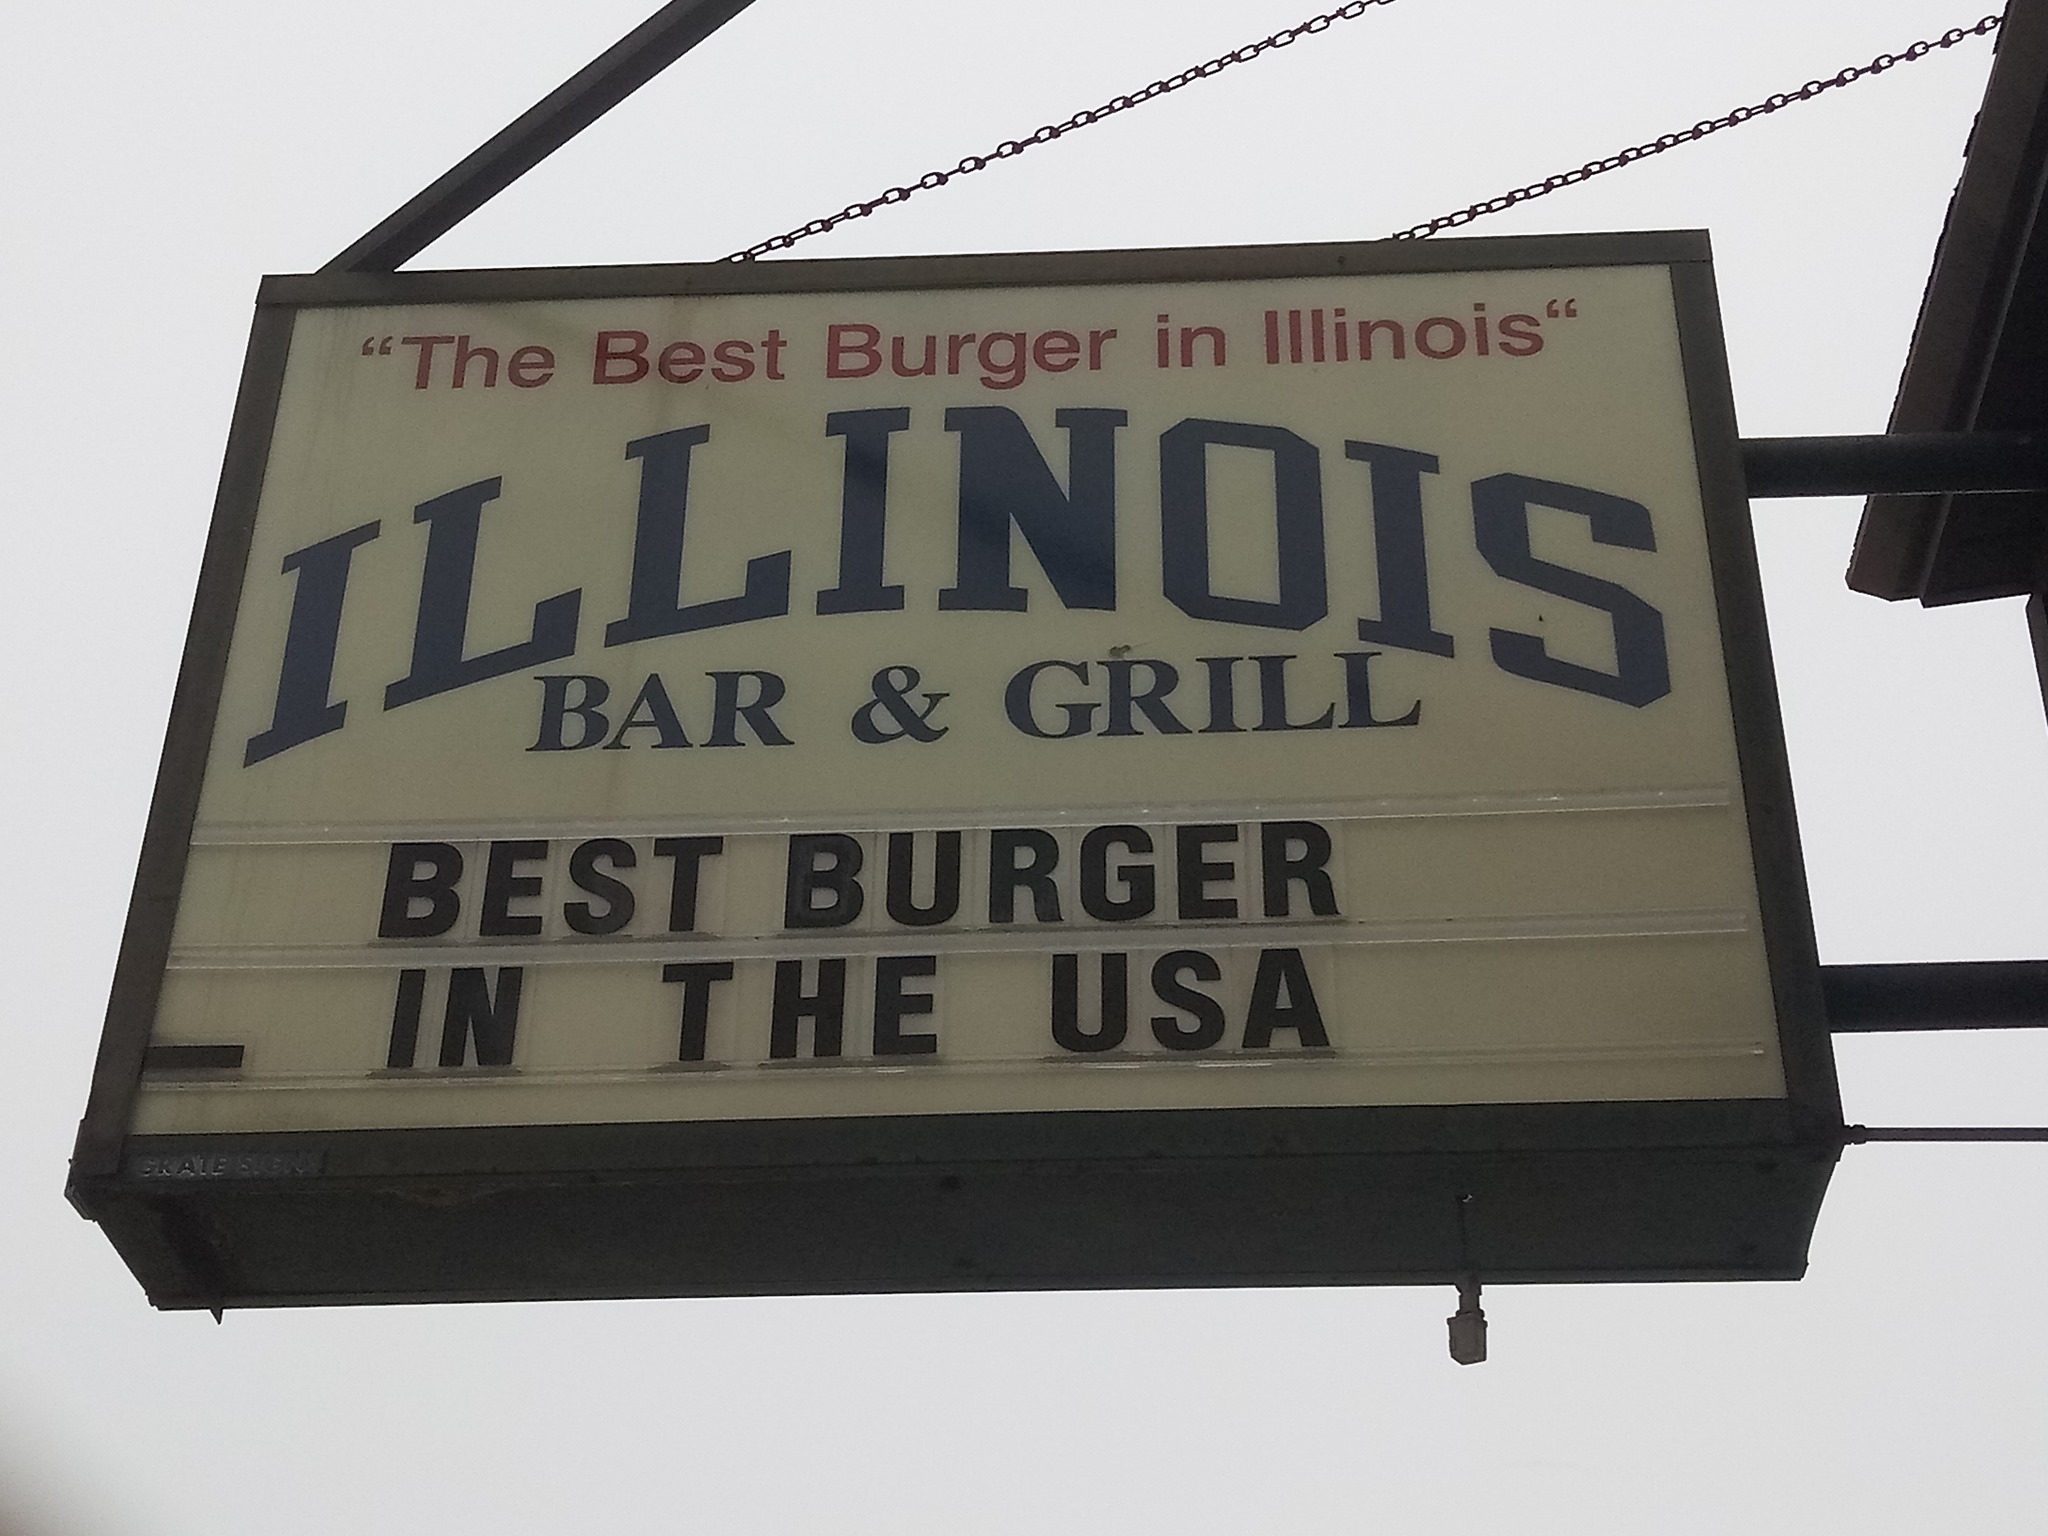 “The Best Burger in Illinois“
ILLINOIS
BAR & GRILL
BEST BURGER
IN THE USA